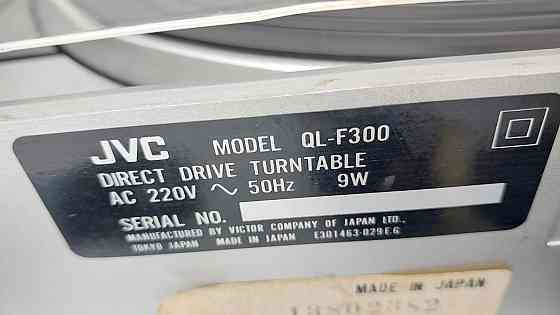 JVC MODEL QL-F300
DIRECT DRIVE TURNTABLE
AC 220V ~ 50Hz 9W
SERIAL NO.
MANUFACTURED BY VICTOR COMPANY OF JAPAN LTD.,
TOKYO JAPAN MADE IN JAPAN E301463-029E.G
MADE IN JAPAN